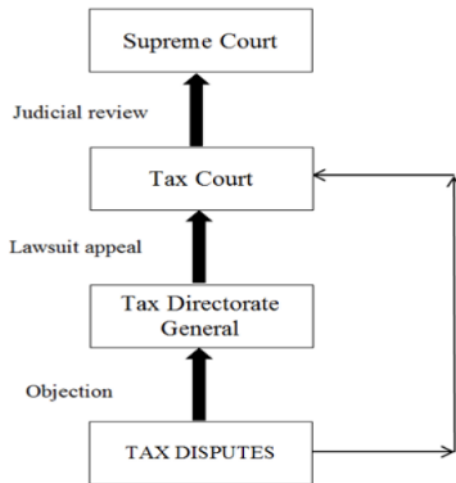 Supreme Court
Judicial review
Tax Court
Lawsuit appeal
Tax Directorate
General
Objection
TAX DISPUTES